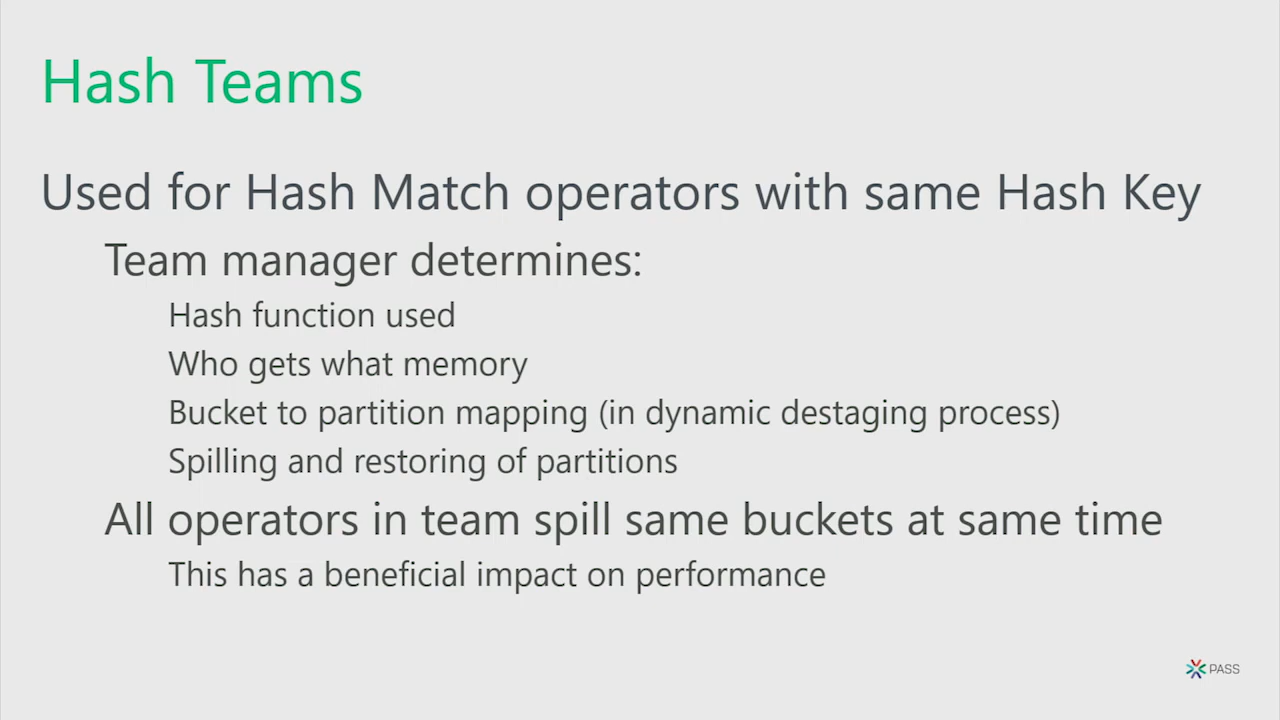 Hash Teams
Used for Hash Match operators with same Hash Key
Team manager determines:
Hash function used
Who gets what memory
Bucket to partition mapping (in dynamic destaging process)
Spilling and restoring of partitions
All operators in team spill same buckets at same time
This has a beneficial impact on performance
PASS